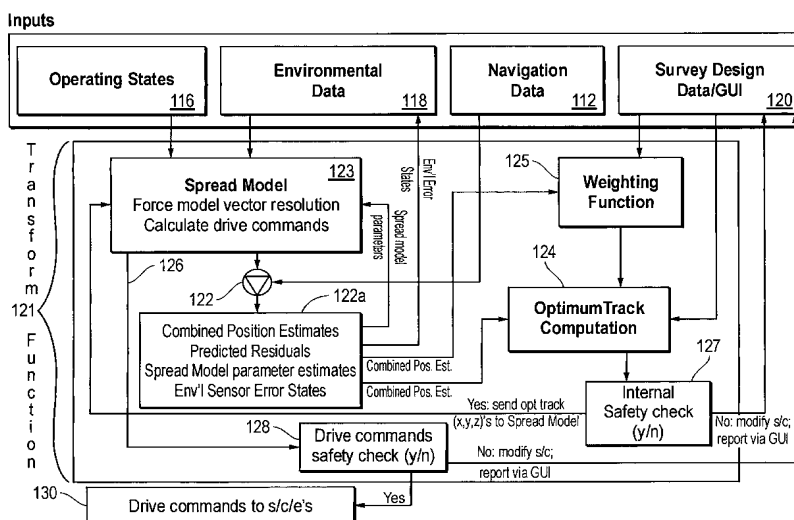 Inputs
Operating States
116
Environmental
Data
118
Navigation
Data
112
Survey Design
Data/GUI
120
Transform
121
Function
Spread Model
123
Force model vector resolution
Calculate drive commands
126
122
122a
Spread model
parameters
Env'l Error
States
125
Weighting
Function
124
OptimumTrack
Computation
Combined Position Estimates
Predicted Residuals
Spread Model parameter estimates
Env'l Sensor Error States
Combined Pos. Est.
Combined Pos. Est.
127
Internal
Safety check
(y/n)
Yes: send opt track
(x,y,z)'s to Spread Model
No: modify s/c;
report via GUI
128
Drive commands
safety check (y/n)
No: modify s/c;
report via GUI
Yes
130
Drive commands to s/c/e's